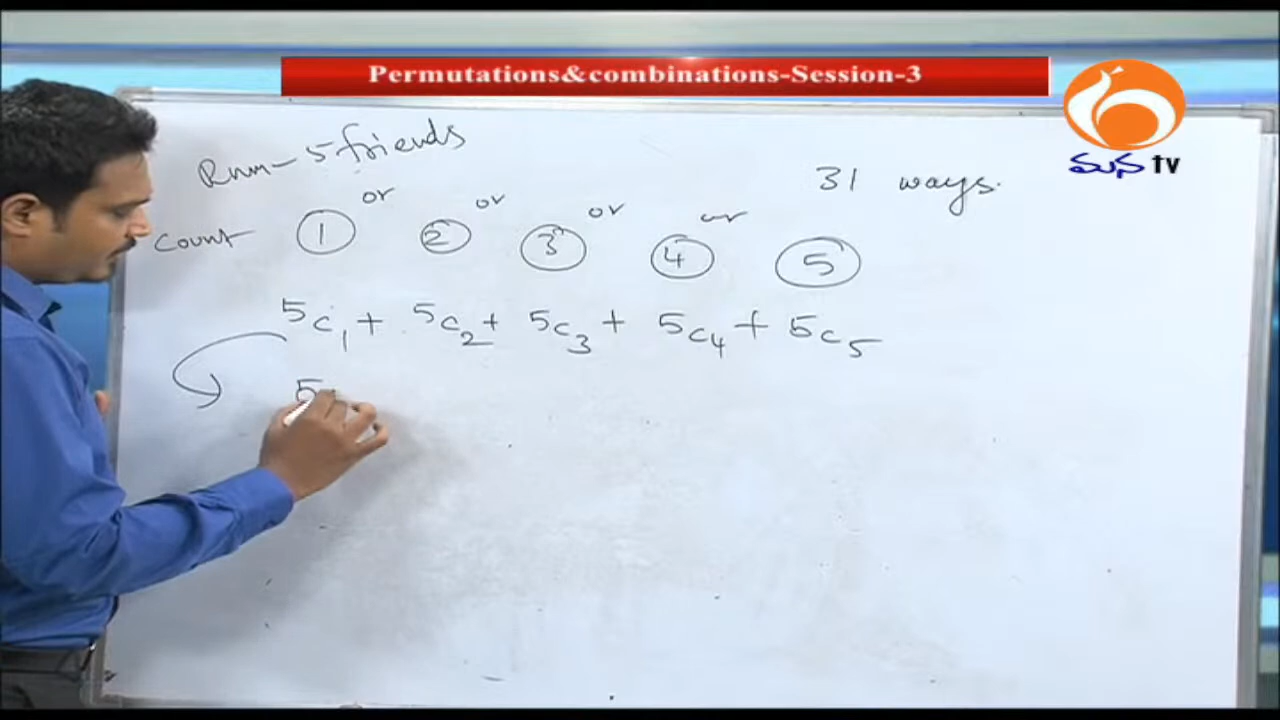 Permutations&combinations-Session-3
మన tv
Ram - 5 friends
31 ways.
Count ① or ② or ③ or ④ or ⑤
⁵C₁ + ⁵C₂ + ⁵C₃ + ⁵C₄ + ⁵C₅
5